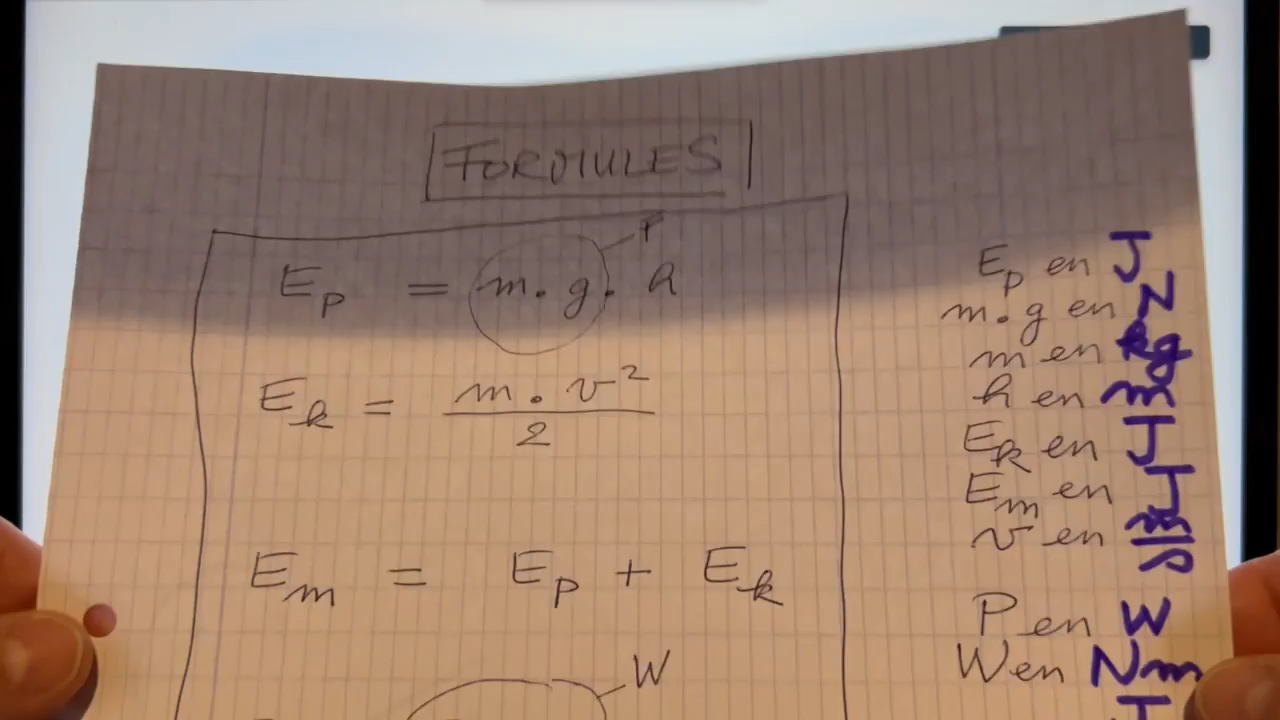 FORMULES
F
Ep = m.g. h
Ek = m . v² / 2
Em = Ep + Ek
W
Ep en J
m.g en N
m en kg
h en m
Ek en J
Em en J
v en m/s
P en W
W en Nm